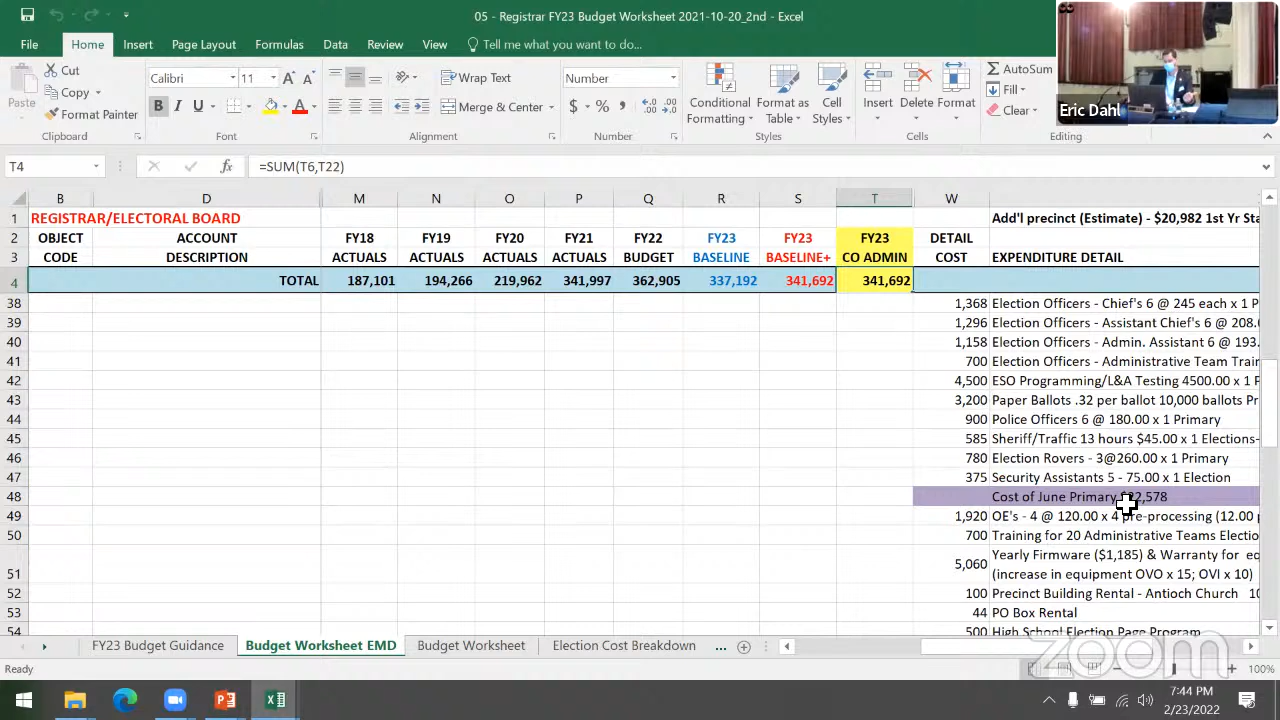 05 - Registrar FY23 Budget Worksheet 2021-10-20_2nd - Excel
File Home Insert Page Layout Formulas Data Review View Tell me what you want to do...
Cut
Copy
Format Painter
Paste
Clipboard
Calibri 11
B I U
Font
Wrap Text
Merge & Center
Alignment
Number
$ % ,
Number
Conditional Formatting
Format as Table
Cell Styles
Styles
Insert Delete Format
Cells
AutoSum
Fill
Clear
Editing
Eric Dahl
T4 fx =SUM(T6,T22)
B D M N O P Q R S T W
1 REGISTRAR/ELECTORAL BOARD Add'l precinct (Estimate) - $20,982 1st Yr Sta
2 OBJECT ACCOUNT FY18 FY19 FY20 FY21 FY22 FY23 FY23 FY23 DETAIL
3 CODE DESCRIPTION ACTUALS ACTUALS ACTUALS ACTUALS BUDGET BASELINE BASELINE+ CO ADMIN COST EXPENDITURE DETAIL
4 TOTAL 187,101 194,266 219,962 341,997 362,905 337,192 341,692 341,692
38 1,368 Election Officers - Chief's 6 @ 245 each x 1 P
39 1,296 Election Officers - Assistant Chief's 6 @ 208.
40 1,158 Election Officers - Admin. Assistant 6 @ 193.
41 700 Election Officers - Administrative Team Train
42 4,500 ESO Programming/L&A Testing 4500.00 x 1 P
43 3,200 Paper Ballots .32 per ballot 10,000 ballots Pr
44 900 Police Officers 6 @ 180.00 x 1 Primary
45 585 Sheriff/Traffic 13 hours $45.00 x 1 Elections-
46 780 Election Rovers - 3@260.00 x 1 Primary
47 375 Security Assistants 5 - 75.00 x 1 Election
48 Cost of June Primary 2,578
49 1,920 OE's - 4 @ 120.00 x 4 pre-processing (12.00 p
50 700 Training for 20 Administrative Teams Electio
51 5,060 Yearly Firmware ($1,185) & Warranty for eq
(increase in equipment OVO x 15; OVI x 10)
52 100 Precinct Building Rental - Antioch Church 10
53 44 PO Box Rental
54 500 High School Election Page Program
FY23 Budget Guidance Budget Worksheet EMD Budget Worksheet Election Cost Breakdown ...
Ready
100%
zoom
7:44 PM
2/23/2022